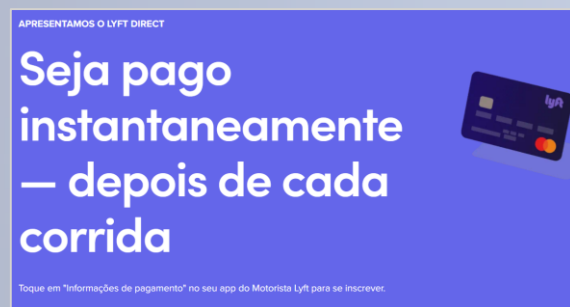 APRESENTAMOS O LYFT DIRECT
Seja pago
instantaneamente
— depois de cada
corrida
lyft
Toque em "Informações de pagamento" no seu app do Motorista Lyft para se inscrever.